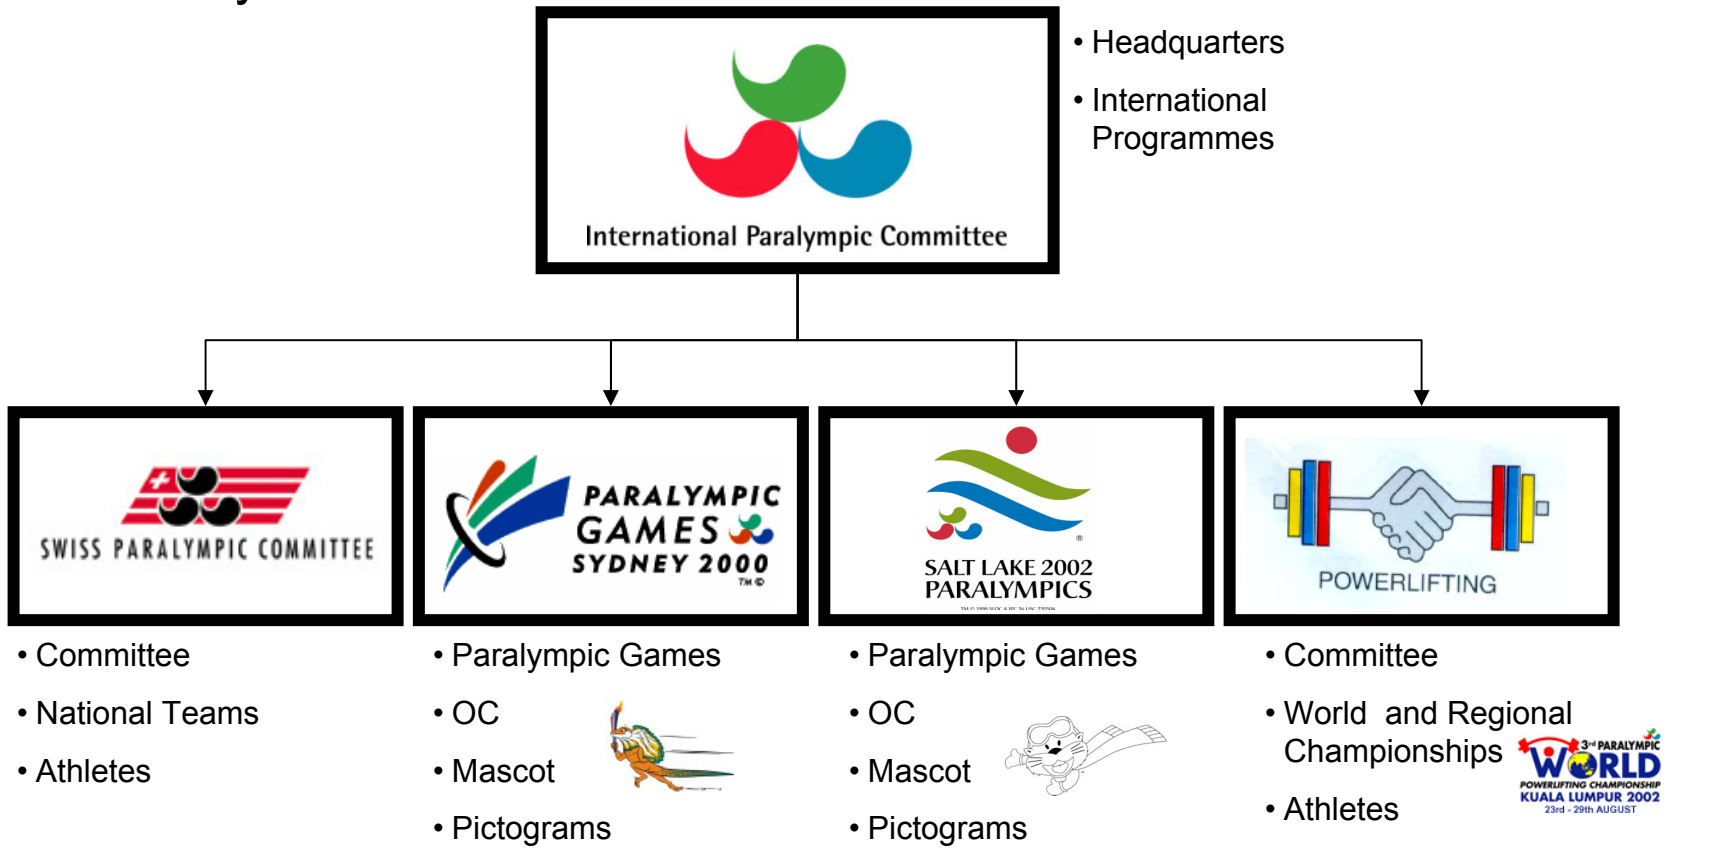 • Headquarters
• International
Programmes
International Paralympic Committee
SWISS PARALYMPIC COMMITTEE
PARALYMPIC
GAMES
SYDNEY 2000
TM ©
®
SALT LAKE 2002
PARALYMPICS
POWERLIFTING
• Committee
• National Teams
• Athletes
• Paralympic Games
• OC
• Mascot
• Pictograms
• Paralympic Games
• OC
• Mascot
• Pictograms
• Committee
• World and Regional
Championships
• Athletes
3rd PARALYMPIC
WORLD
POWERLIFTING CHAMPIONSHIP
KUALA LUMPUR 2002
23rd - 29th AUGUST